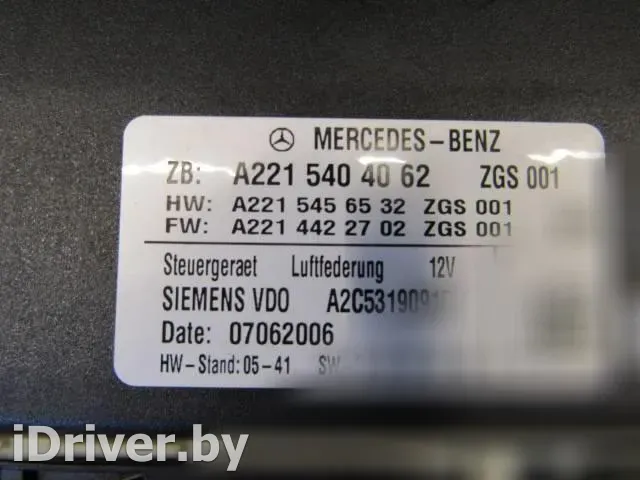 MERCEDES-BENZ
ZB: A221 540 40 62 ZGS 001
HW: A221 545 65 32 ZGS 001
FW: A221 442 27 02 ZGS 001
Steuergeraet Luftfederung 12V
SIEMENS VDO
Date: 07062006
HW-Stand: 05-41
iDriver.by